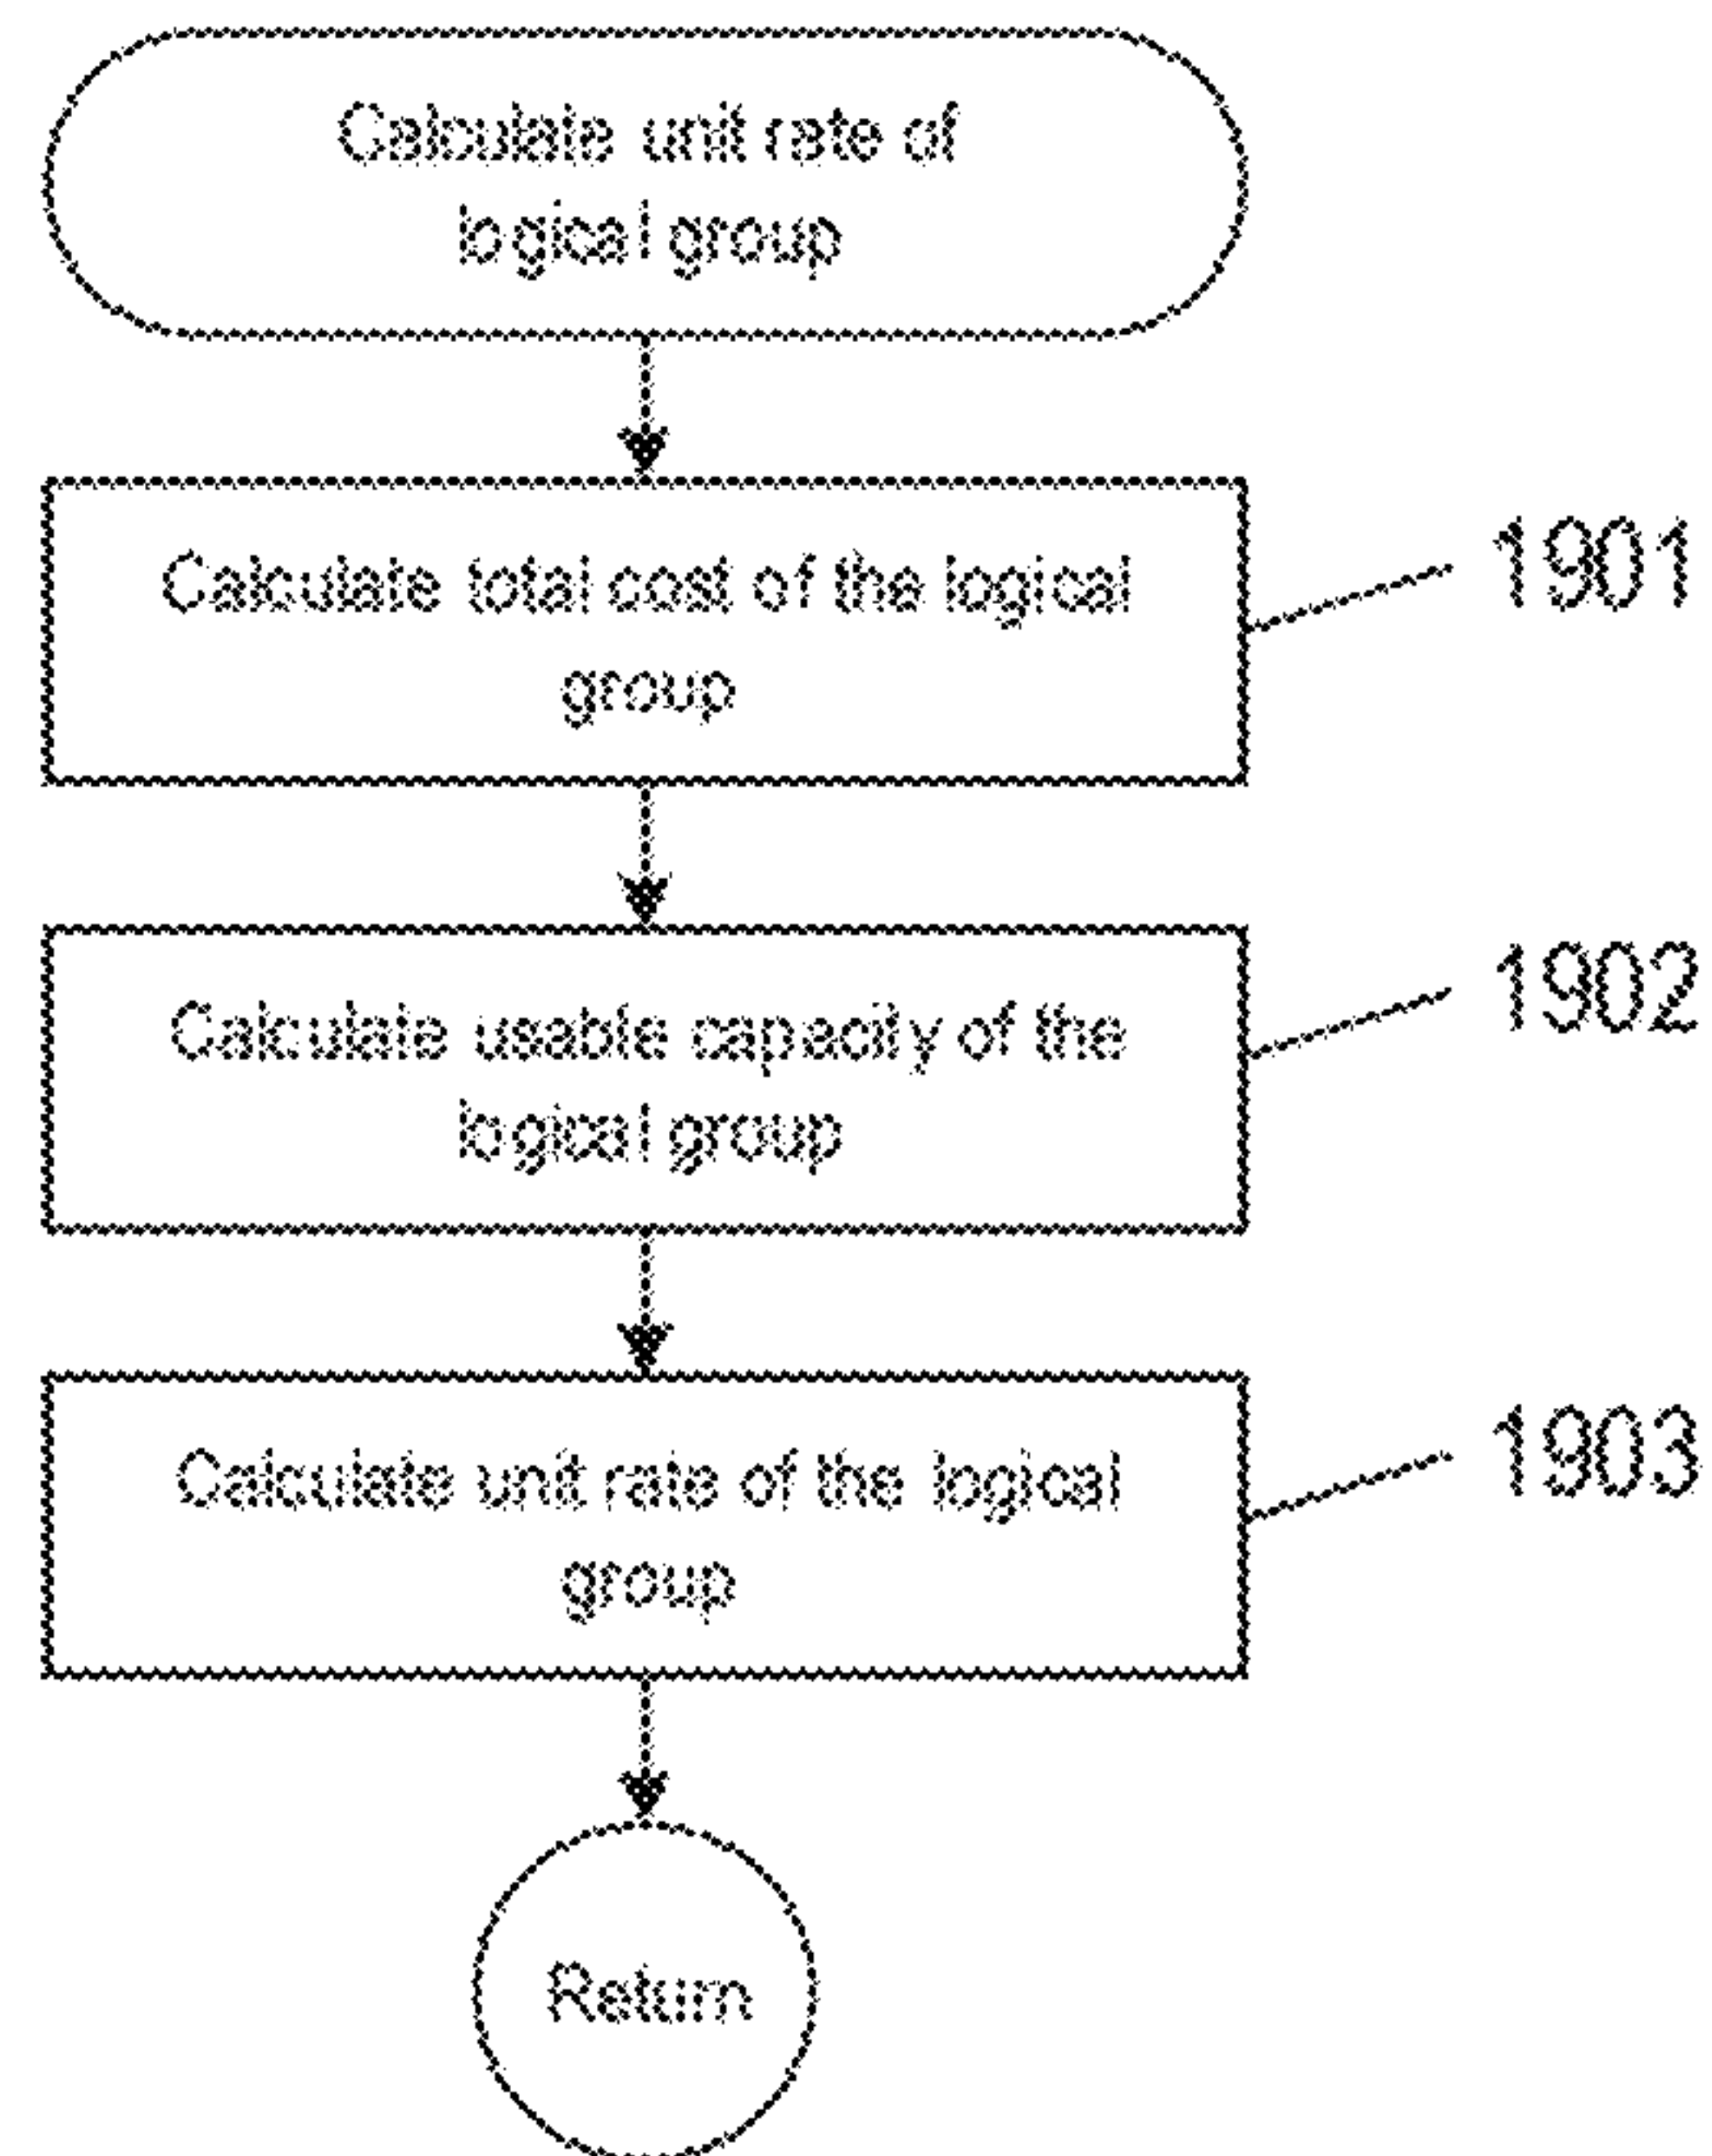 Calculate unit rate of
logical group
Calculate total cost of the logical
group
1901
Calculate usable capacity of the
logical group
1902
Calculate unit rate of the logical
group
1903
Return